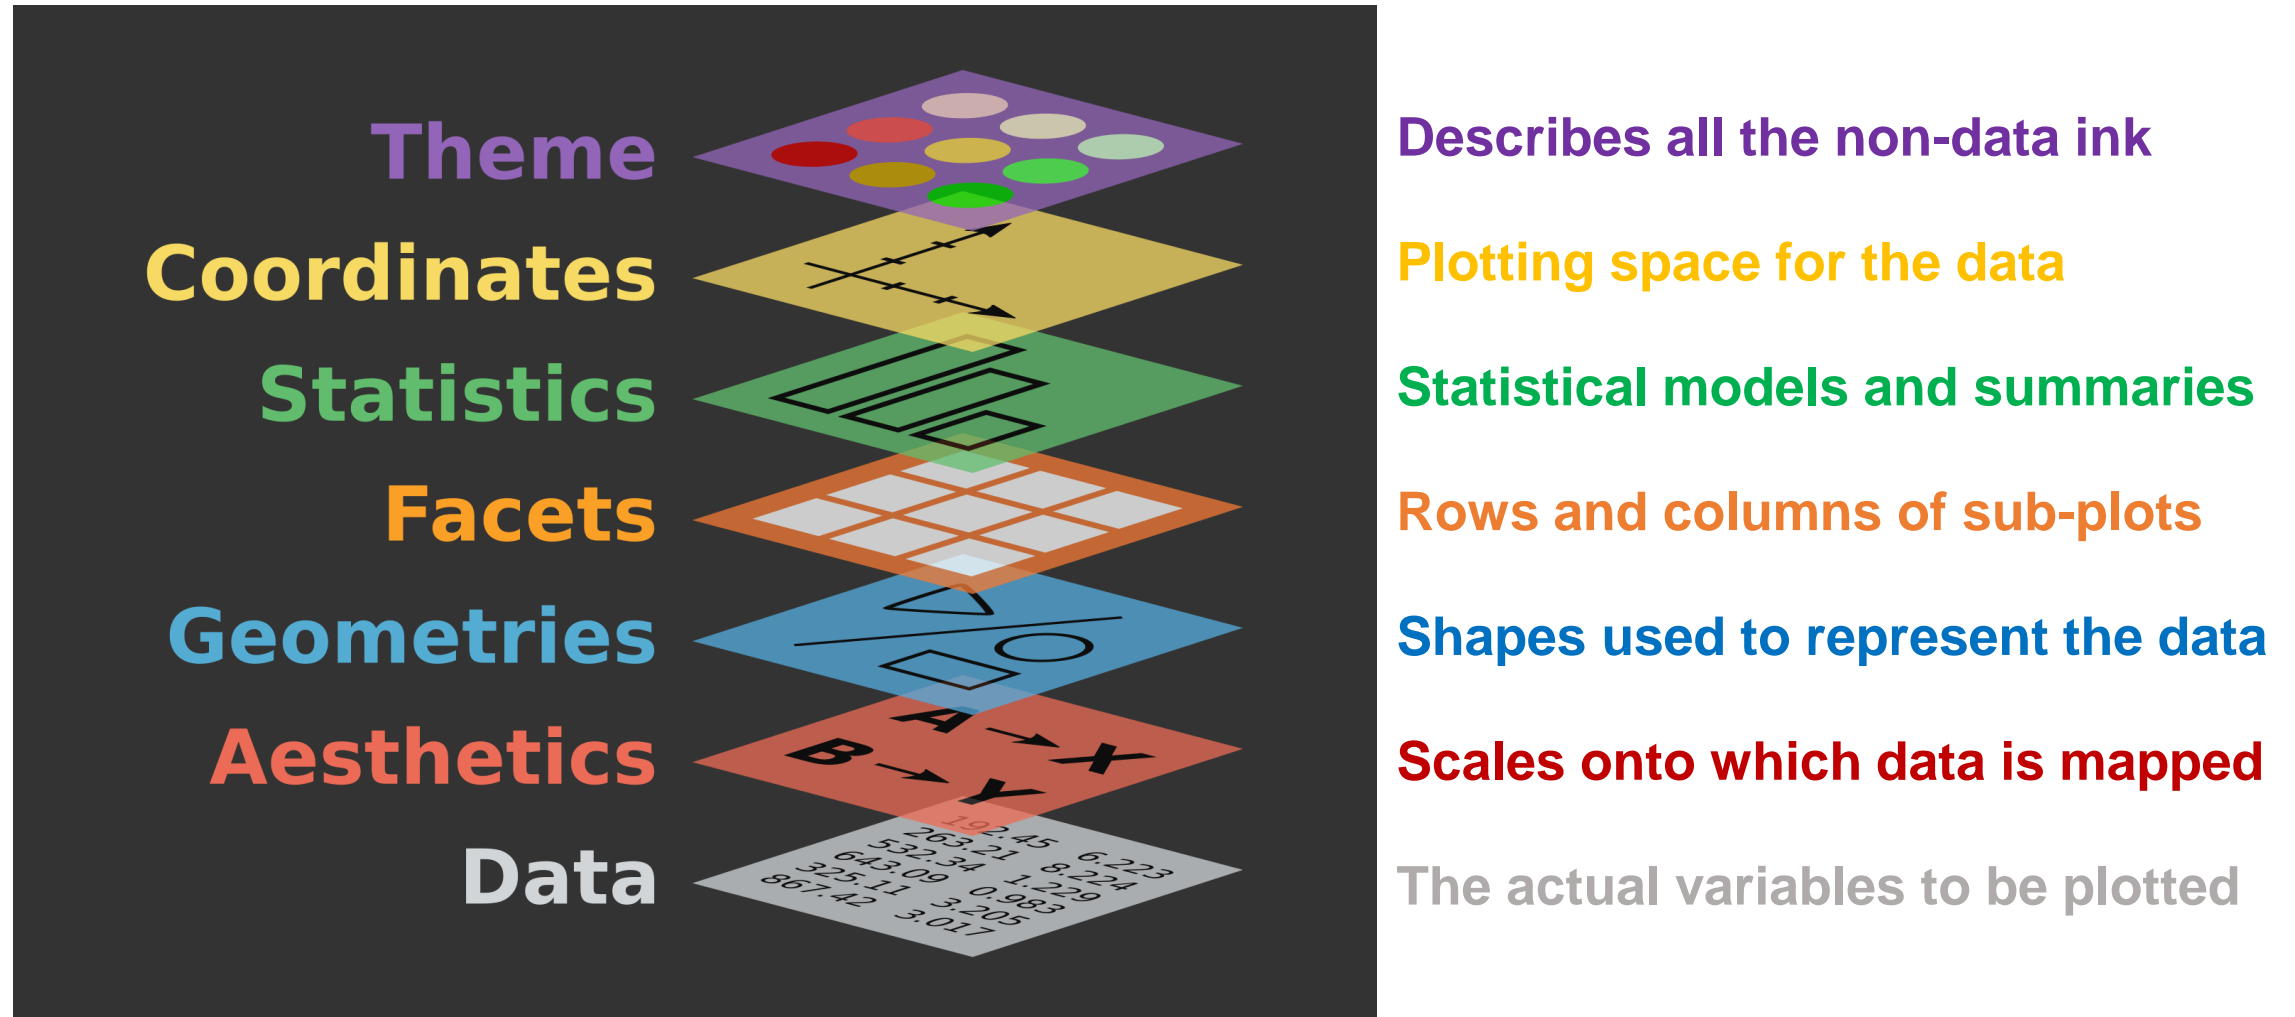 Theme
Describes all the non-data ink
Coordinates
Plotting space for the data
Statistics
Statistical models and summaries
Facets
Rows and columns of sub-plots
Geometries
Shapes used to represent the data
Aesthetics
A → X
B → Y
Scales onto which data is mapped
Data
192.45 6.223
263.21 8.224
532.34 1.229
643.09 0.983
325.11 3.205
867.42 3.017
The actual variables to be plotted